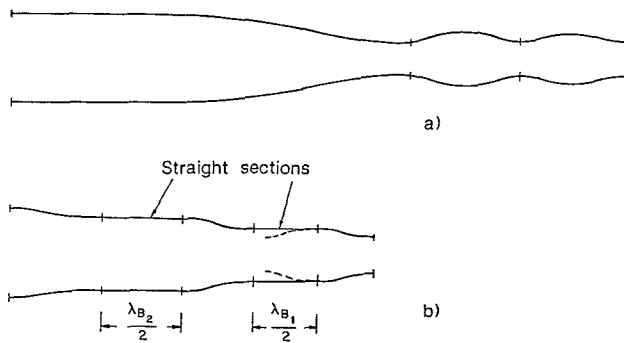 a)
Straight sections
b)
λB2/2
λB1/2